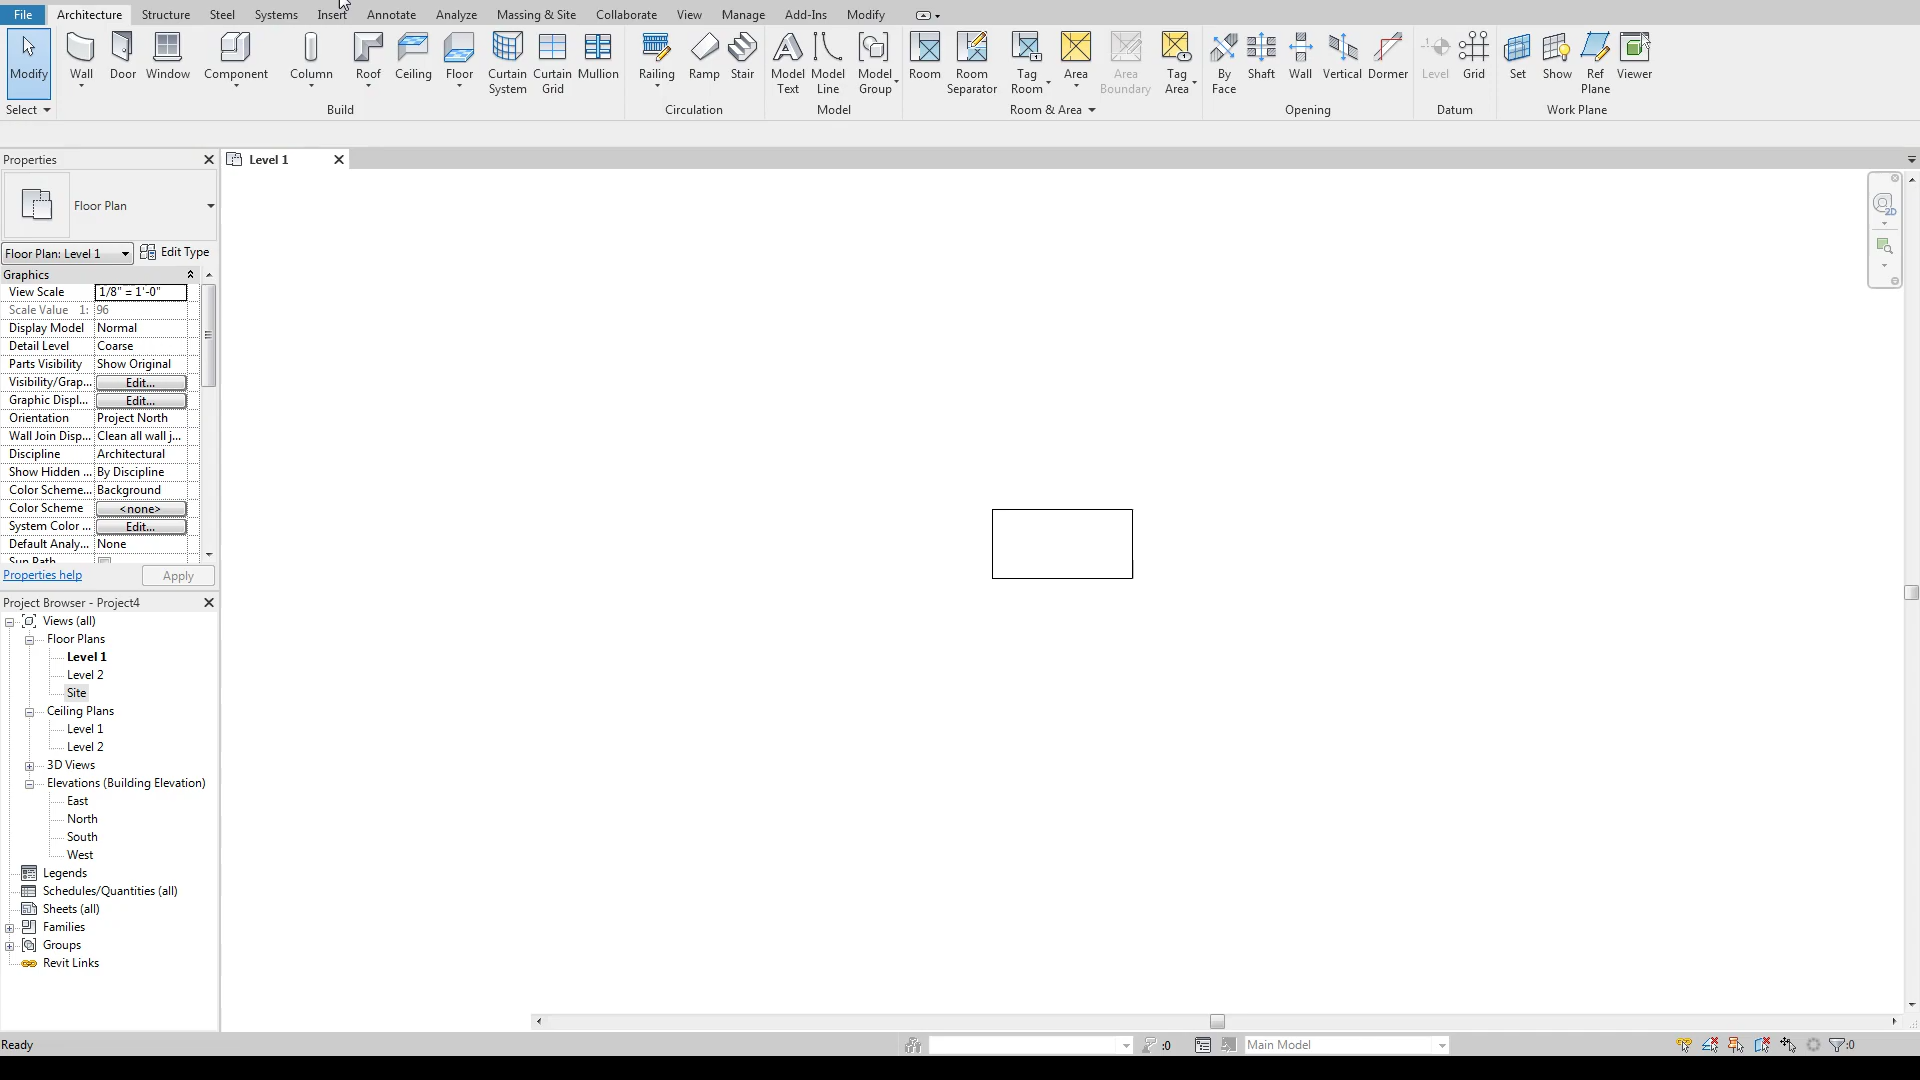 File Architecture Structure Steel Systems Insert Annotate Analyze Massing & Site Collaborate View Manage Add-Ins Modify
Modify Wall Door Window Component Column Roof Ceiling Floor Curtain System Curtain Grid Mullion Railing Ramp Stair Model Text Model Line Model Group Room Room Separator Tag Room Area Area Boundary Tag Area By Face Shaft Wall Vertical Dormer Level Grid Set Show Ref Plane Viewer
Select Build Circulation Model Room & Area Opening Datum Work Plane
Properties
Level 1
Floor Plan
Floor Plan: Level 1 Edit Type
Graphics
View Scale 1/8" = 1'-0"
Scale Value 1: 96
Display Model Normal
Detail Level Coarse
Parts Visibility Show Original
Visibility/Grap... Edit...
Graphic Displ... Edit...
Orientation Project North
Wall Join Disp... Clean all wall j...
Discipline Architectural
Show Hidden ... By Discipline
Color Scheme... Background
Color Scheme <none>
System Color ... Edit...
Default Analy... None
Sun Path
Properties help Apply
Project Browser - Project4
Views (all)
Floor Plans
Level 1
Level 2
Site
Ceiling Plans
Level 1
Level 2
3D Views
Elevations (Building Elevation)
East
North
South
West
Legends
Schedules/Quantities (all)
Sheets (all)
Families
Groups
Revit Links
2D
Ready :0 Main Model :0